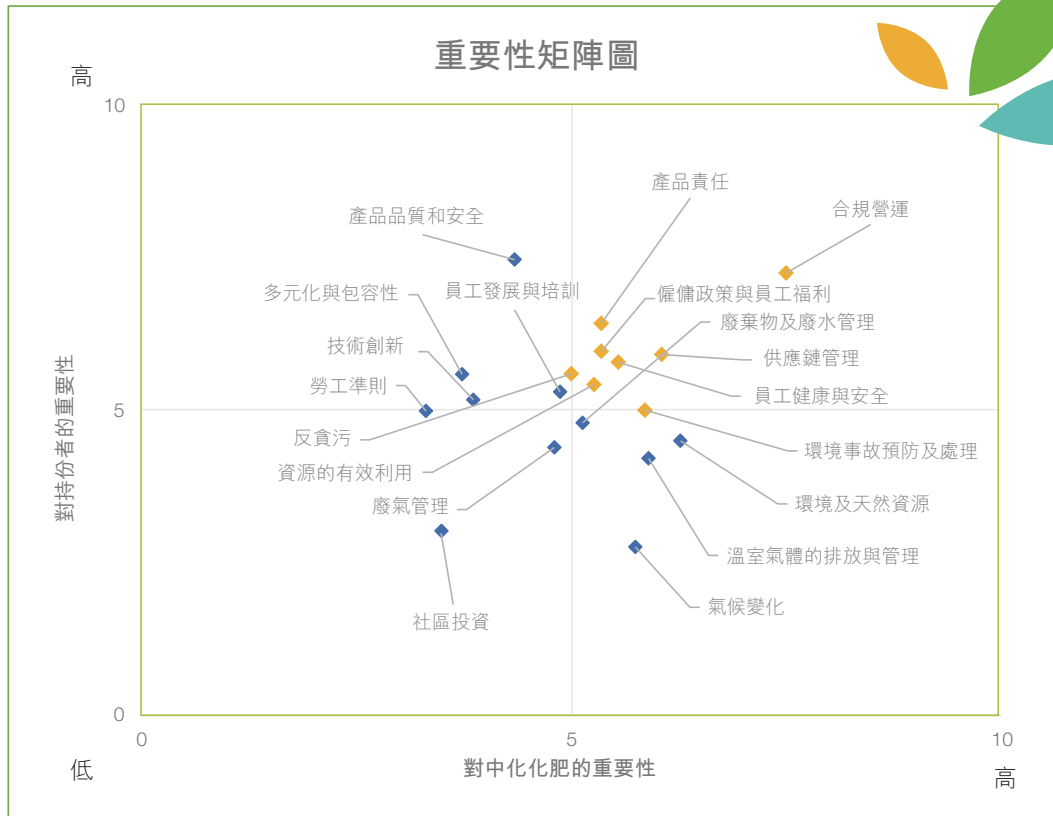 重要性矩陣圖
高
10
產品責任
產品品質和安全
合規營運
多元化與包容性
員工發展與培訓
僱傭政策與員工福利
廢棄物及廢水管理
技術創新
供應鏈管理
勞工準則
員工健康與安全
5
反貪污
環境事故預防及處理
資源的有效利用
廢氣管理
環境及天然資源
溫室氣體的排放與管理
氣候變化
社區投資
對持份者的重要性
0
0
5
10
低
對中化化肥的重要性
高